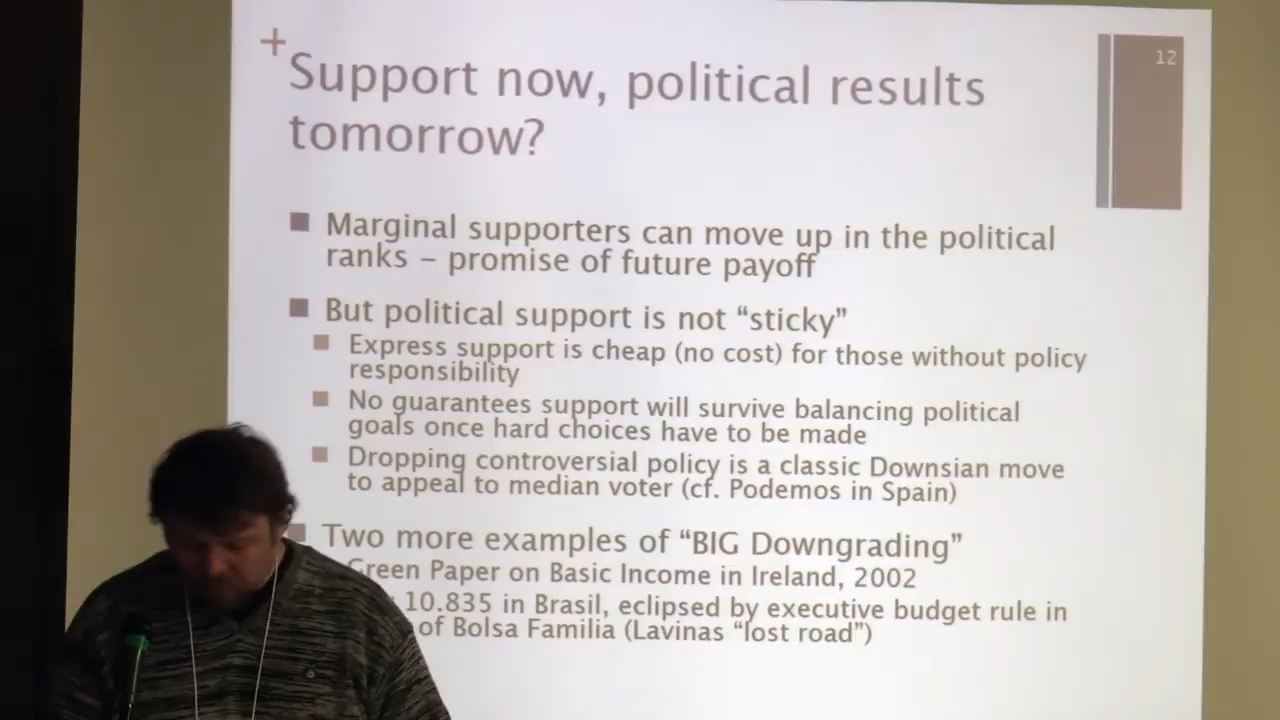 +
12
Support now, political results
tomorrow?
Marginal supporters can move up in the political
ranks – promise of future payoff
But political support is not “sticky”
Express support is cheap (no cost) for those without policy
responsibility
No guarantees support will survive balancing political
goals once hard choices have to be made
Dropping controversial policy is a classic Downsian move
to appeal to median voter (cf. Podemos in Spain)
Two more examples of “BIG Downgrading”
Green Paper on Basic Income in Ireland, 2002
10.835 in Brasil, eclipsed by executive budget rule in
of Bolsa Familia (Lavinas “lost road”)